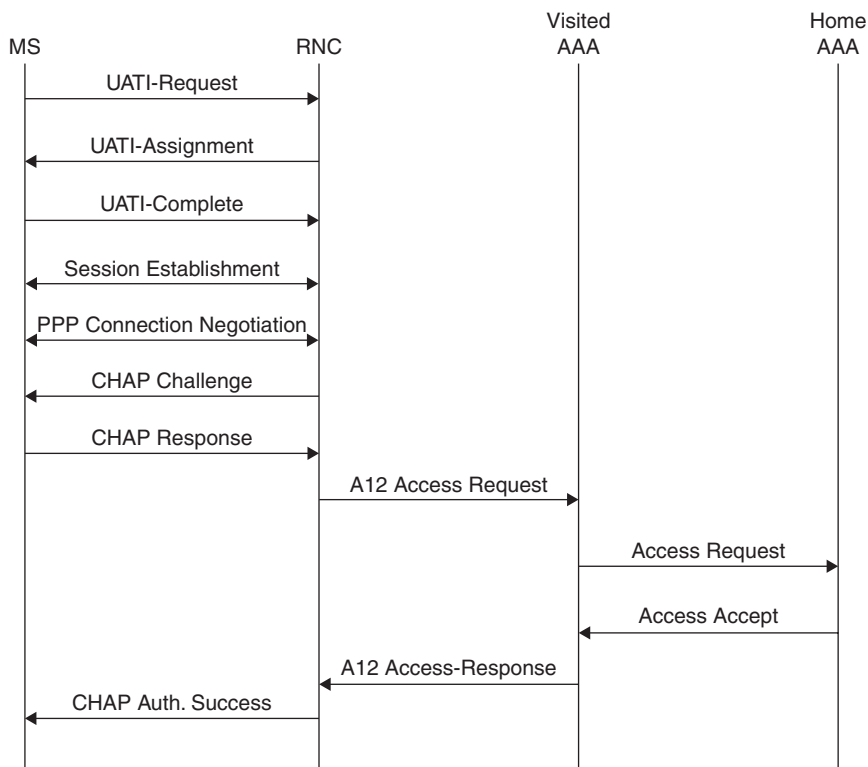 Visited Home
MS RNC AAA AAA
UATI-Request
UATI-Assignment
UATI-Complete
Session Establishment
PPP Connection Negotiation
CHAP Challenge
CHAP Response
A12 Access Request
Access Request
Access Accept
A12 Access-Response
CHAP Auth. Success